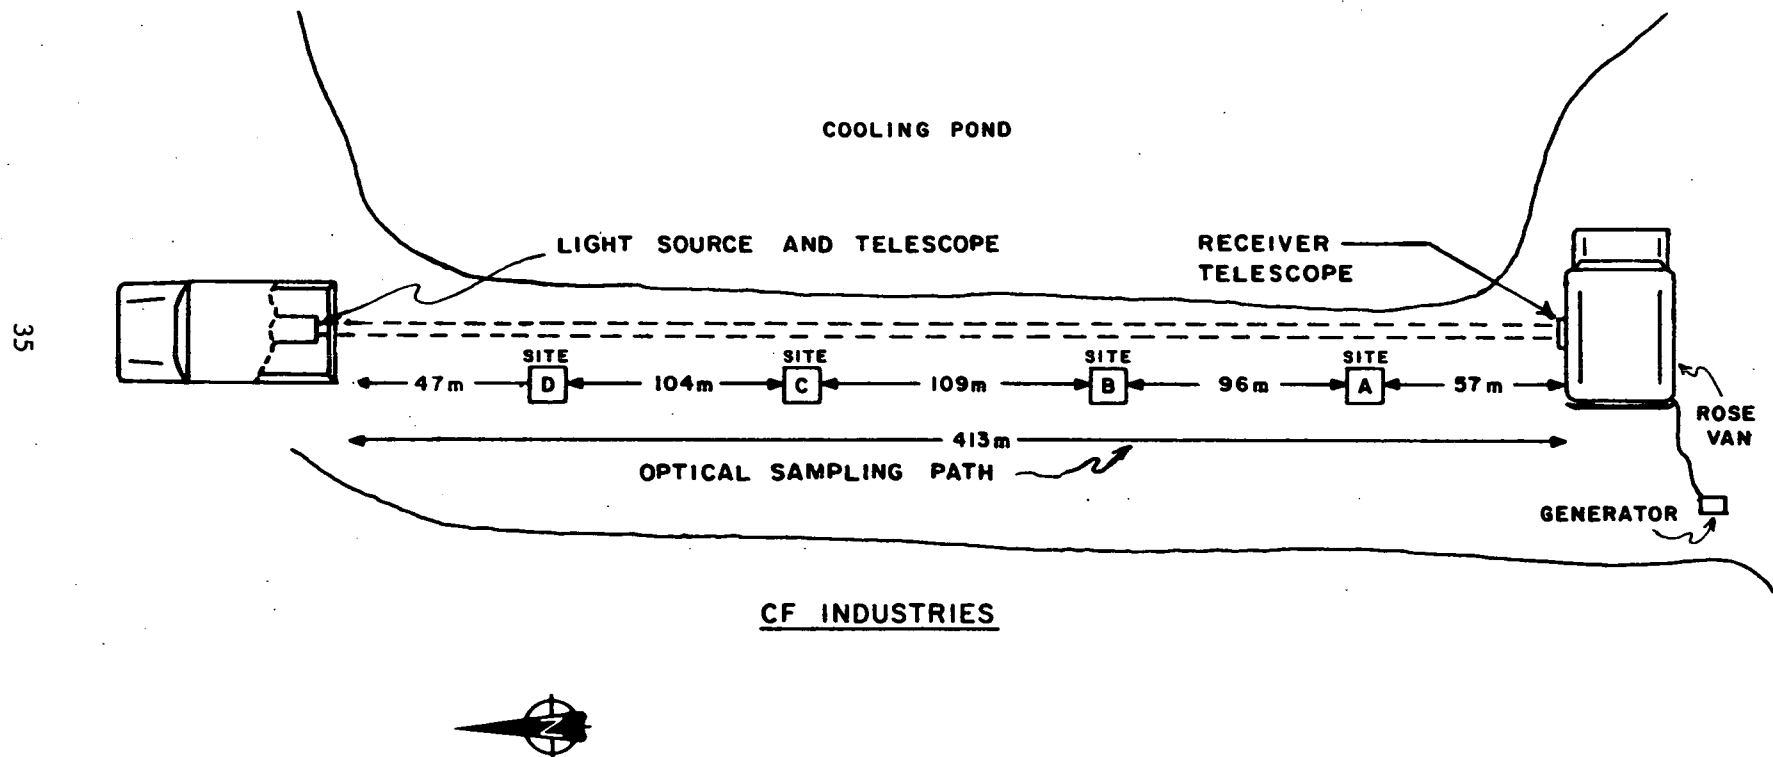 COOLING POND
LIGHT SOURCE AND TELESCOPE
RECEIVER
TELESCOPE
35
SITE
SITE
SITE
SITE
47m
D
104m
C
109m
B
96m
A
57m
ROSE
VAN
413m
OPTICAL SAMPLING PATH
GENERATOR
CF INDUSTRIES
N